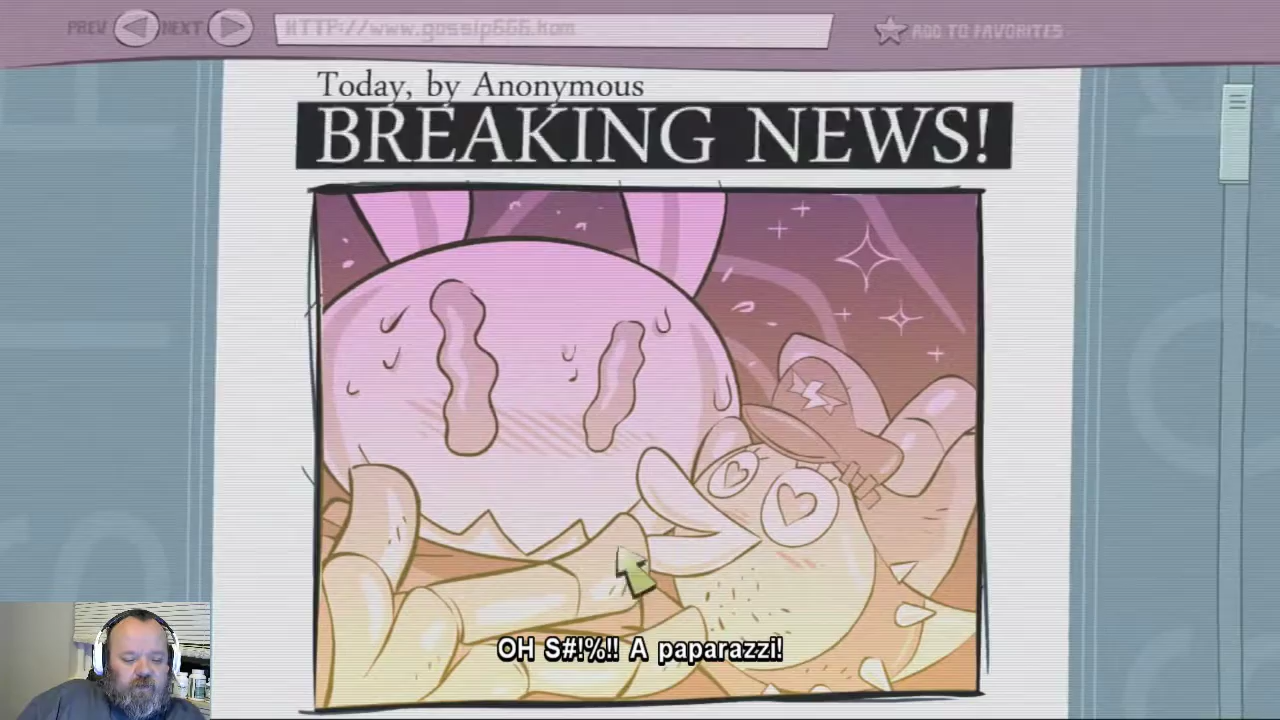 PREV NEXT HTTP://www.gossip666.kom ADD TO FAVORITES
Today, by Anonymous
BREAKING NEWS!
OH S#!%!! A paparazzi!